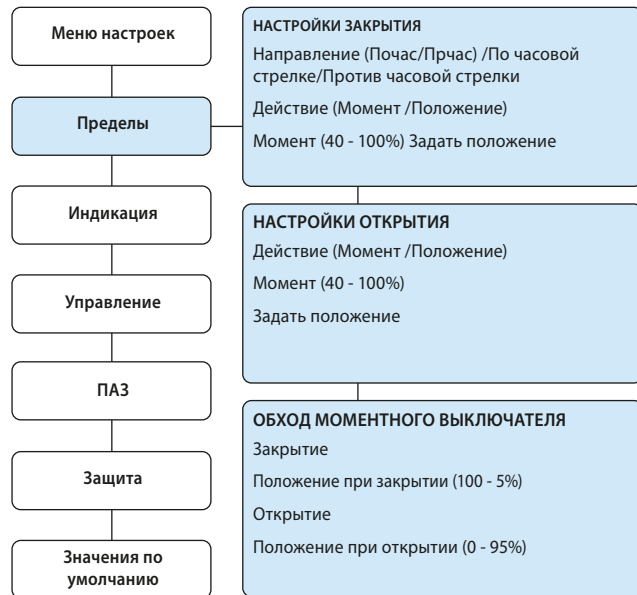 Меню настроек
Пределы
Индикация
Управление
ПАЗ
Защита
Значения по
умолчанию
НАСТРОЙКИ ЗАКРЫТИЯ
Направление (Почас/Прчас) /По часовой
стрелке/Против часовой стрелки
Действие (Момент /Положение)
Момент (40 - 100%) Задать положение
НАСТРОЙКИ ОТКРЫТИЯ
Действие (Момент /Положение)
Момент (40 - 100%)
Задать положение
ОБХОД МОМЕНТНОГО ВЫКЛЮЧАТЕЛЯ
Закрытие
Положение при закрытии (100 - 5%)
Открытие
Положение при открытии (0 - 95%)